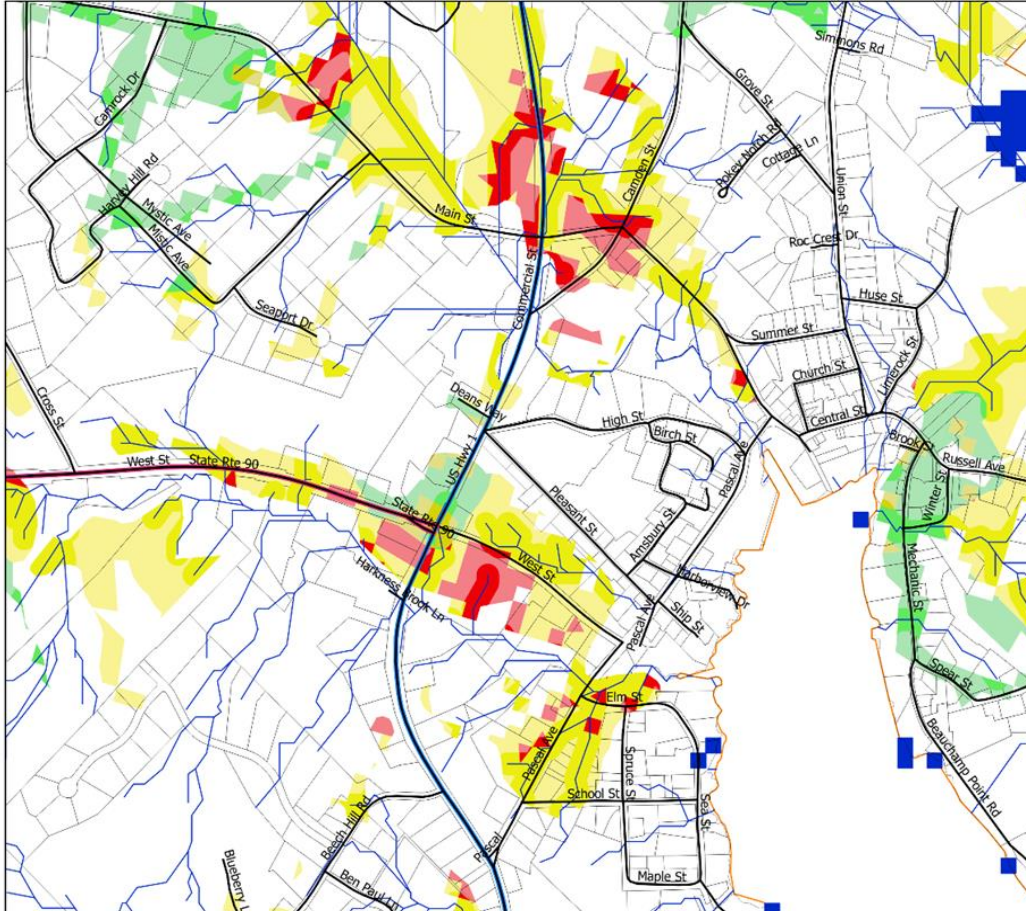 Simmons Rd
Camrock Dr
Grove St
Pokey Notch Rd
Cottage Ln
Camden St
Harvey Hill Rd
Union St
Mystic Ave
Main St
Mistic Ave
Roc Crest Dr
Commercial St
Huse St
Seaport Dr
Summer St
Church St
Limerock St
Cross St
Deans Way
High St
Central St
Birch St
Brook St
West St
State Rte 90
US Hwy 1
Pascal Ave
Russell Ave
Winter St
Pleasant St
State Rte 90
Amsbury St
West St
Mechanic St
Harkness Brook Ln
Harborview Dr
Ship St
Pascal Ave
Spear St
Elm St
Pascal Ave
Spruce St
Beauchamp Point Rd
School St
Sea St
Beech Hill Rd
Pascal
Blueberry L
Ben Paul Ln
Maple St